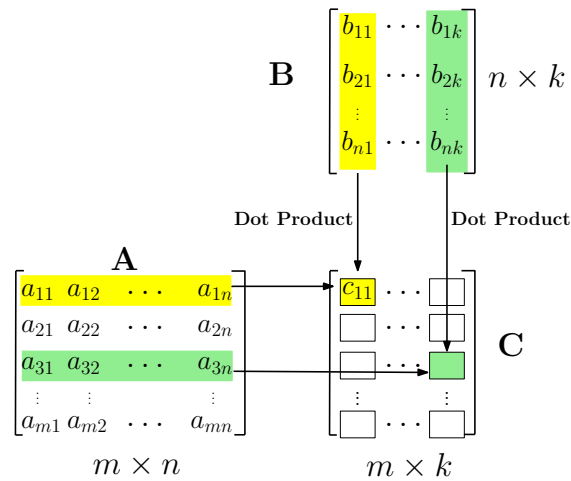 b11 ··· b1k
B b21 ··· b2k n × k
⋮ ⋮
bn1 ··· bnk
Dot Product Dot Product
A
a11 a12 ··· a1n c11 ···
a21 a22 ··· a2n ··· C
a31 a32 ··· a3n ···
⋮ ⋮ ⋮ ⋮ ⋮
am1 am2 ··· amn ···
m × n m × k